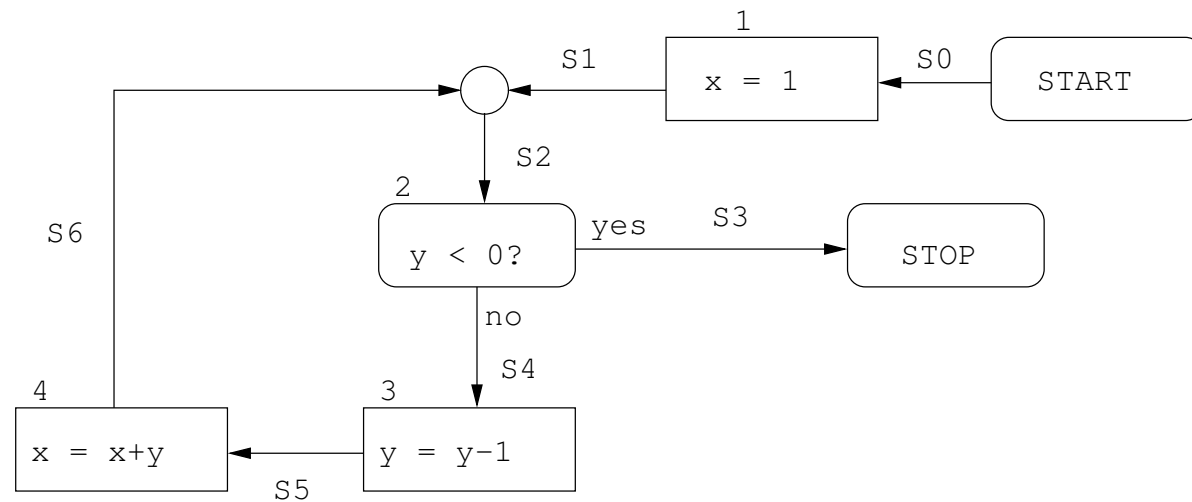 1
S1
S0
x = 1
START
S2
2
S6
yes
S3
y < 0?
STOP
no
S4
4
3
x = x+y
y = y-1
S5